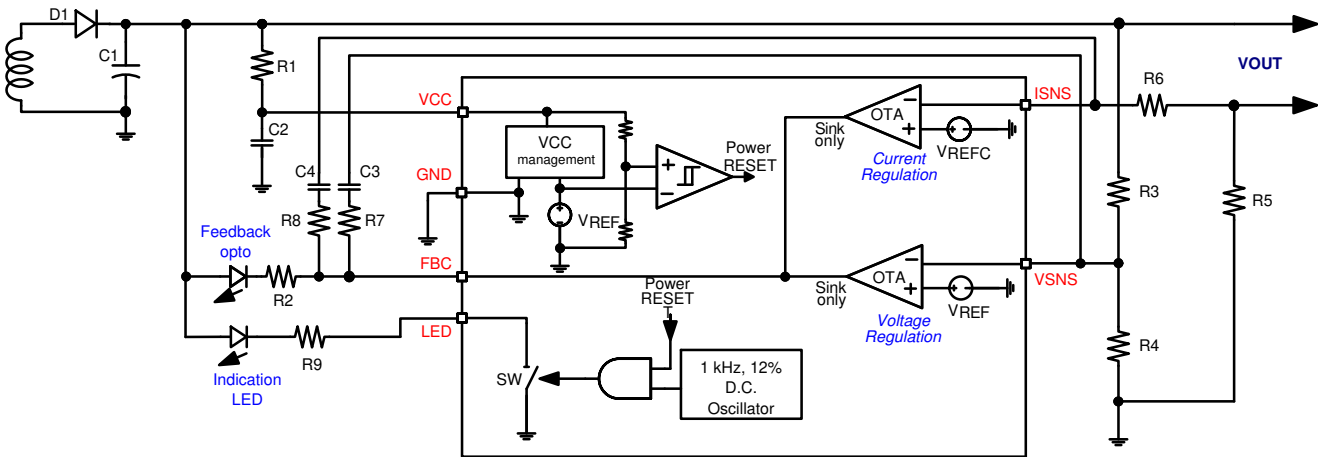 D1
C1
R1
VCC
C2
C4
C3
GND
R8
R7
Feedback
opto
R2
FBC
LED
R9
Indication
LED
VCC
management
VREF
Power
RESET
Sink
only
OTA
VREFC
Current
Regulation
ISNS
R6
VOUT
R3
R5
Sink
only
OTA
VREF
Voltage
Regulation
VSNS
R4
Power
RESET
T
SW
1 kHz, 12%
D.C.
Oscillator